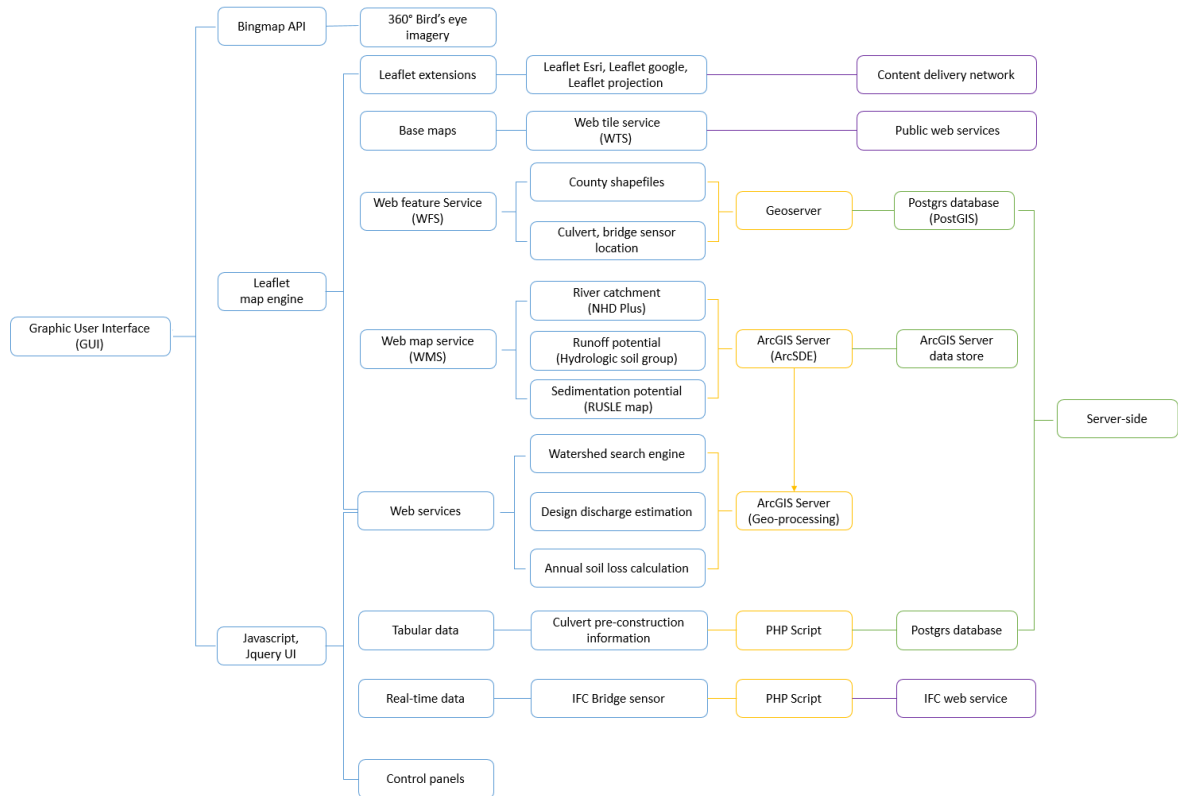 Bingmap API
360° Bird's eye
imagery
Leaflet extensions
Leaflet Esri, Leaflet google,
Leaflet projection
Content delivery network
Base maps
Web tile service
(WTS)
Public web services
County shapefiles
Web feature Service
(WFS)
Geoserver
Postgrs database
(PostGIS)
Culvert, bridge sensor
location
Leaflet
map engine
River catchment
(NHD Plus)
Graphic User Interface
(GUI)
Web map service
(WMS)
Runoff potential
(Hydrologic soil group)
ArcGIS Server
(ArcSDE)
ArcGIS Server
data store
Sedimentation potential
(RUSLE map)
Server-side
Watershed search engine
Web services
Design discharge estimation
ArcGIS Server
(Geo-processing)
Annual soil loss calculation
Javascript,
Jquery UI
Tabular data
Culvert pre-construction
information
PHP Script
Postgrs database
Real-time data
IFC Bridge sensor
PHP Script
IFC web service
Control panels